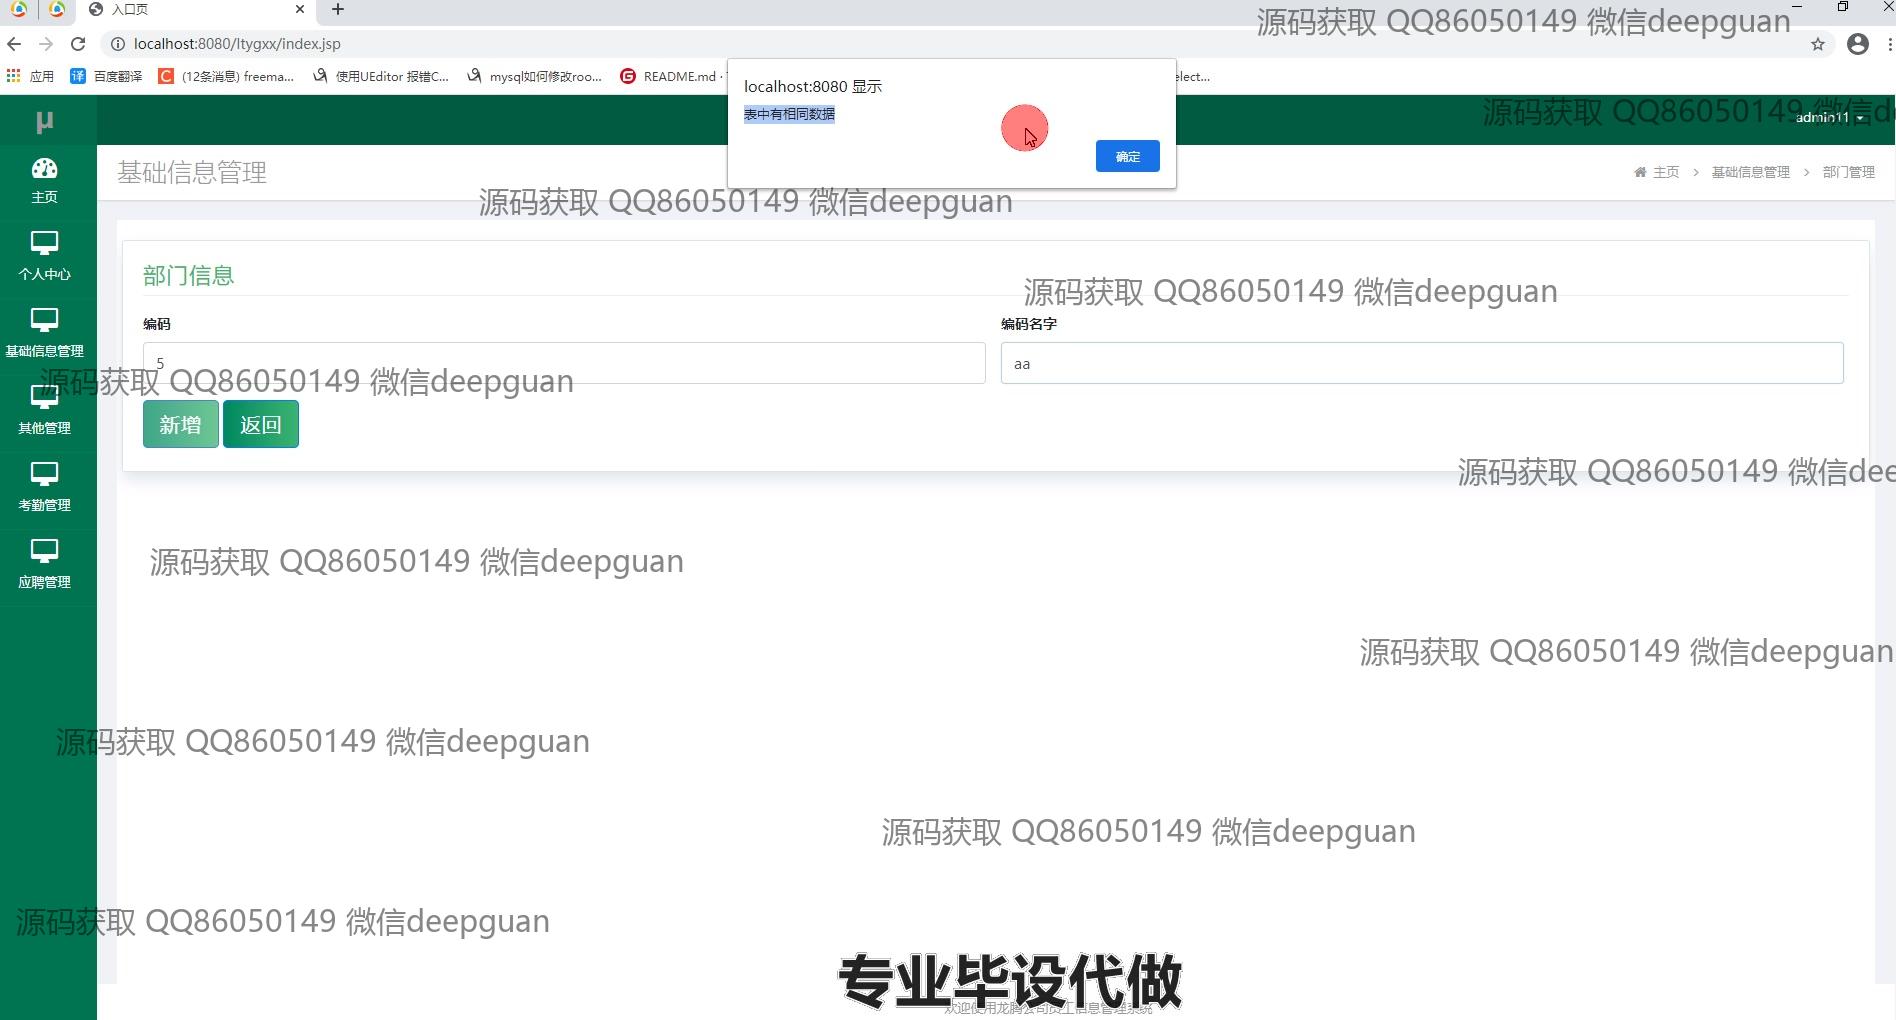 入口页
源码获取 QQ86050149 微信deepguan
localhost:8080/ltygxx/index.jsp
应用
百度翻译
(12条消息) freema...
使用UEditor 报错C...
mysql如何修改roo...
README.md ·
elect...
localhost:8080 显示
表中有相同数据
确定
μ
源码获取 QQ86050149 微信de
admin11
主页
基础信息管理
主页 > 基础信息管理 > 部门管理
源码获取 QQ86050149 微信deepguan
个人中心
部门信息
源码获取 QQ86050149 微信deepguan
编码
编码名字
基础信息管理
5
aa
源码获取 QQ86050149 微信deepguan
其他管理
新增
返回
源码获取 QQ86050149 微信dee
考勤管理
源码获取 QQ86050149 微信deepguan
应聘管理
源码获取 QQ86050149 微信deepguan
源码获取 QQ86050149 微信deepguan
源码获取 QQ86050149 微信deepguan
源码获取 QQ86050149 微信deepguan
专业毕设代做
欢迎使用龙腾公司员工信息管理系统